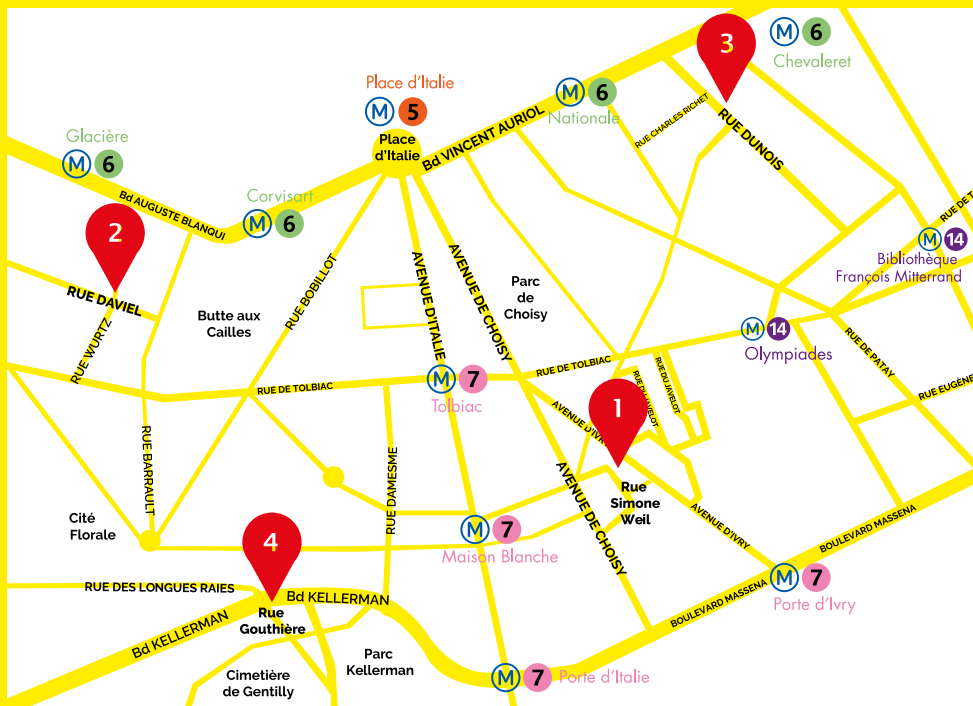 3
M 6
Chevaleret
Place d'Italie
M 5
M 6
Nationale
Place
d'Italie
Bd VINCENT AURIOL
RUE CHARLES RICHET
RUE DUNOIS
Glacière
M 6
Bd AUGUSTE BLANQUI
Corvisart
M 6
2
RUE DAVIEL
RUE WURTZ
Butte aux
Cailles
RUE BOBILLOT
AVENUE D'ITALIE
AVENUE DE CHOISY
Parc
de
Choisy
RUE DE T
M 14
Bibliothèque
François Mitterrand
M 14
Olympiades
RUE DE PATAY
RUE EUGÈNE
RUE DE TOLBIAC
M 7
Tolbiac
RUE DE TOLBIAC
RUE DU JAVELOT
RUE DU JAVELOT
1
AVENUE D'IVRY
Rue
Simone
Weil
AVENUE DE CHOISY
AVENUE D'IVRY
RUE BARRAULT
RUE DAMESME
Cité
Florale
M 7
Maison Blanche
BOULEVARD MASSENA
BOULEVARD MASSENA
M 7
Porte d'Ivry
4
RUE DES LONGUES RAIES
Bd KELLERMAN
Bd KELLERMAN
Rue
Gouthière
Parc
Kellerman
Cimetière
de Gentilly
M 7
Porte d'Italie